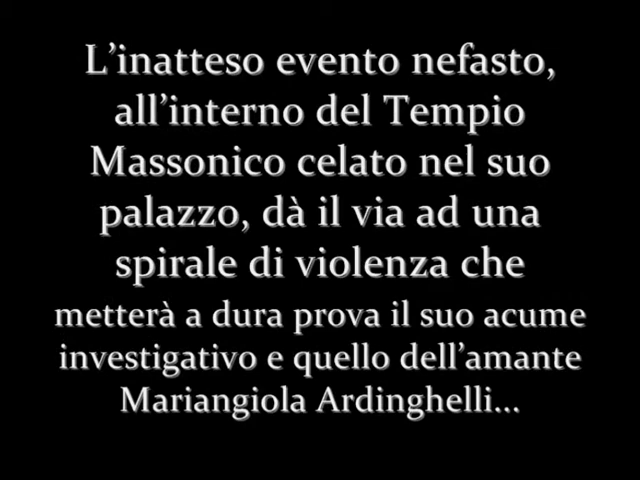 L’inatteso evento nefasto,
all’interno del Tempio
Massonico celato nel suo
palazzo, dà il via ad una
spirale di violenza che
metterà a dura prova il suo acume
investigativo e quello dell’amante
Mariangiola Ardinghelli...